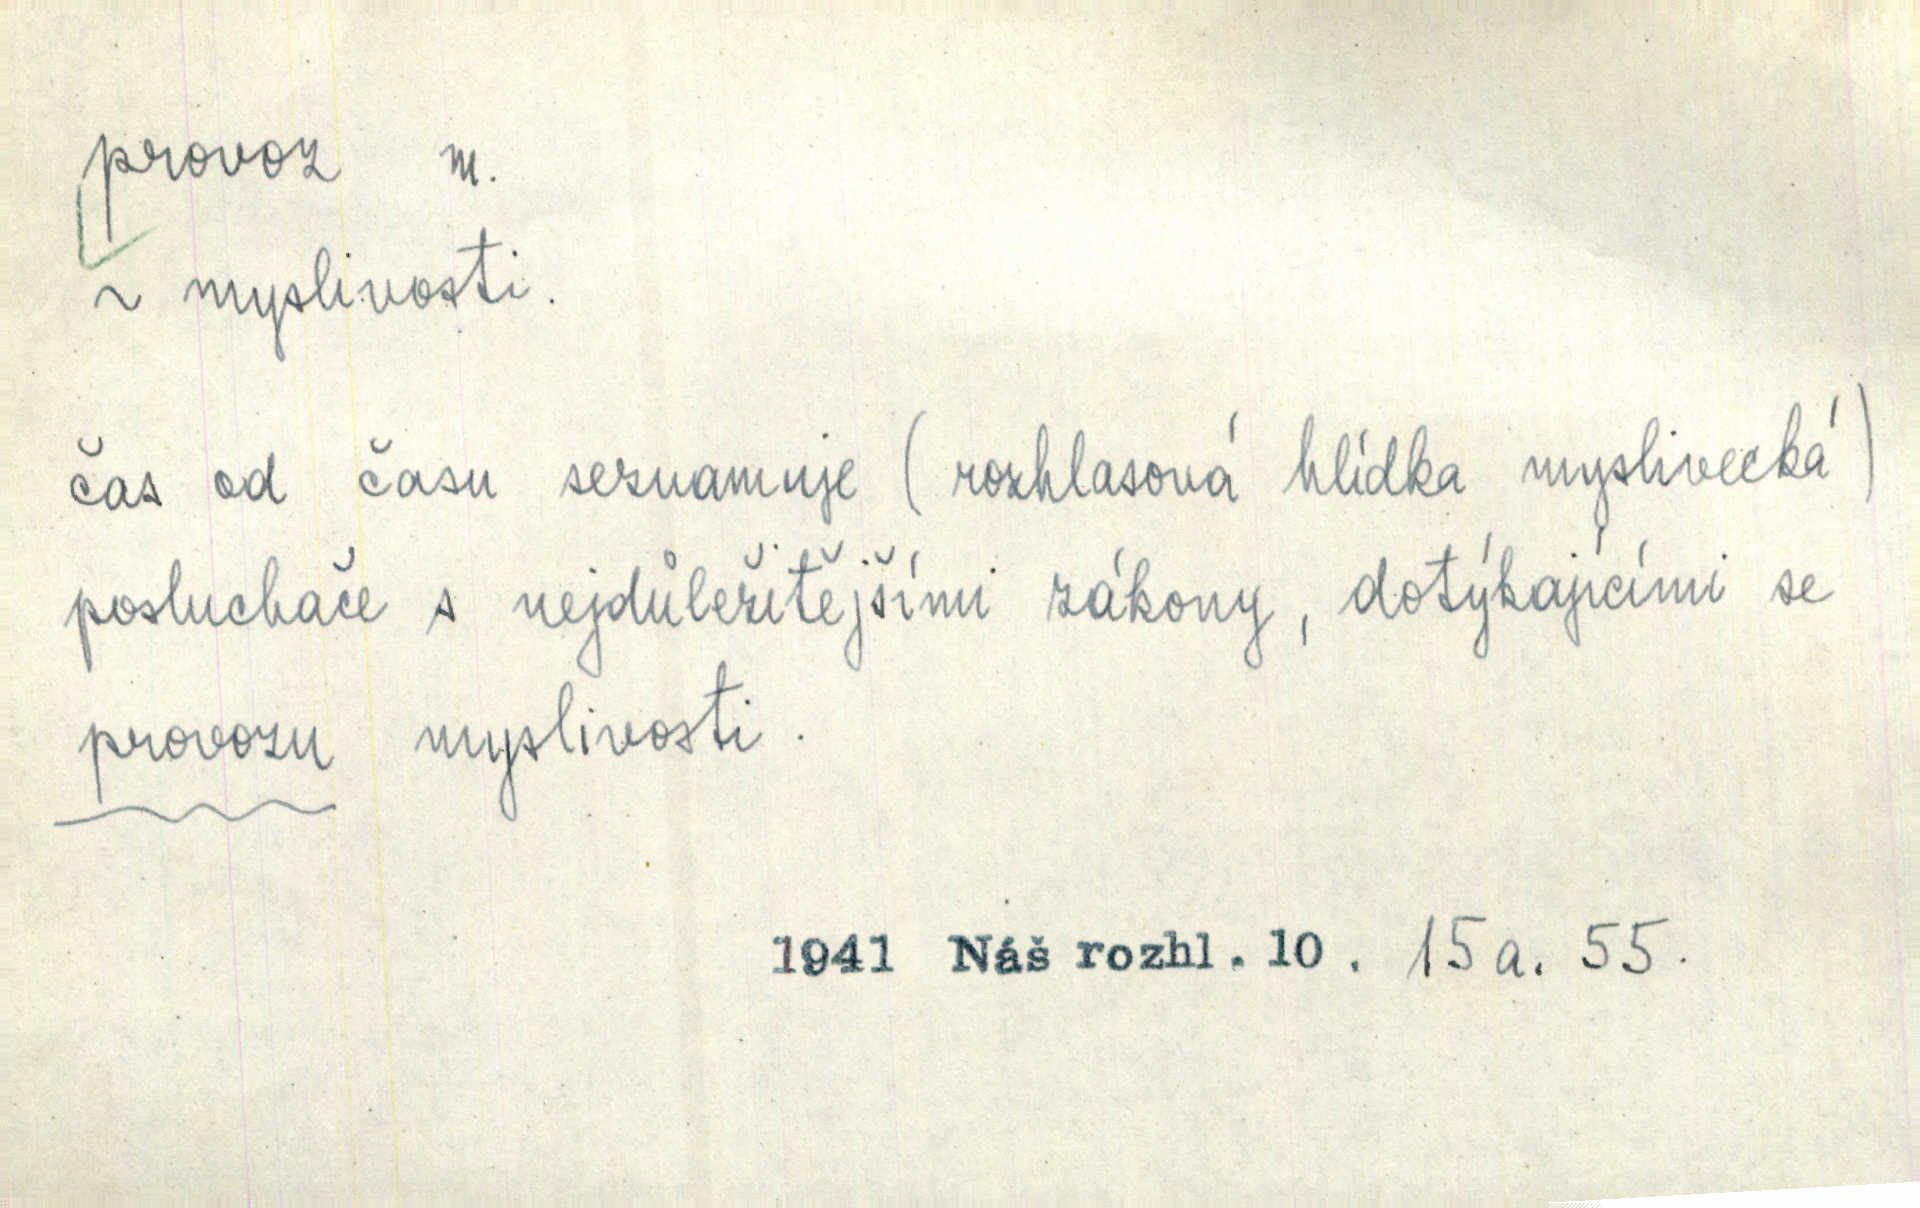 provoz m.
~ myslivosti.
čas od času seznamuje (rozhlasová hlídka myslivecká)
posluchače s nejdůležitějšími zákony, dotýkajícími se
provozu myslivosti.
1941 Náš rozhl. 10. 15a. 55.